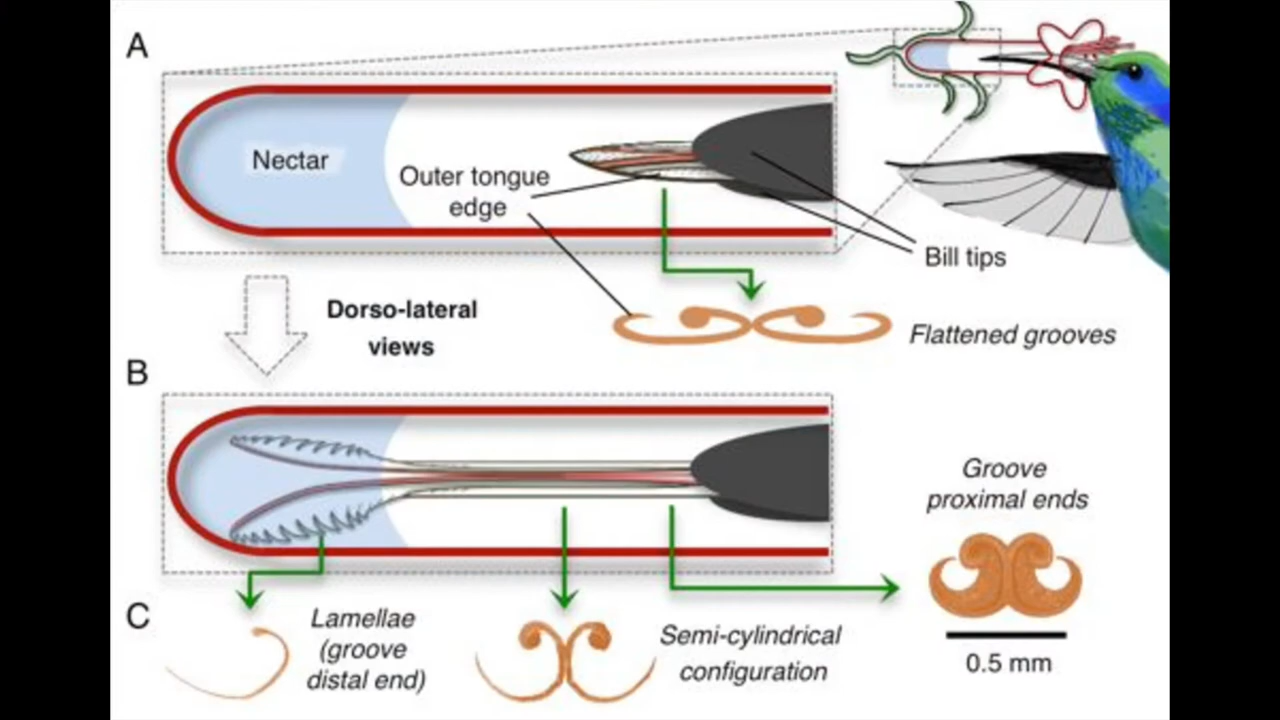 A
Nectar
Outer tongue
edge
Bill tips
Flattened grooves
Dorso-lateral
views
B
Groove
proximal ends
C
Lamellae
(groove
distal end)
Semi-cylindrical
configuration
0.5 mm